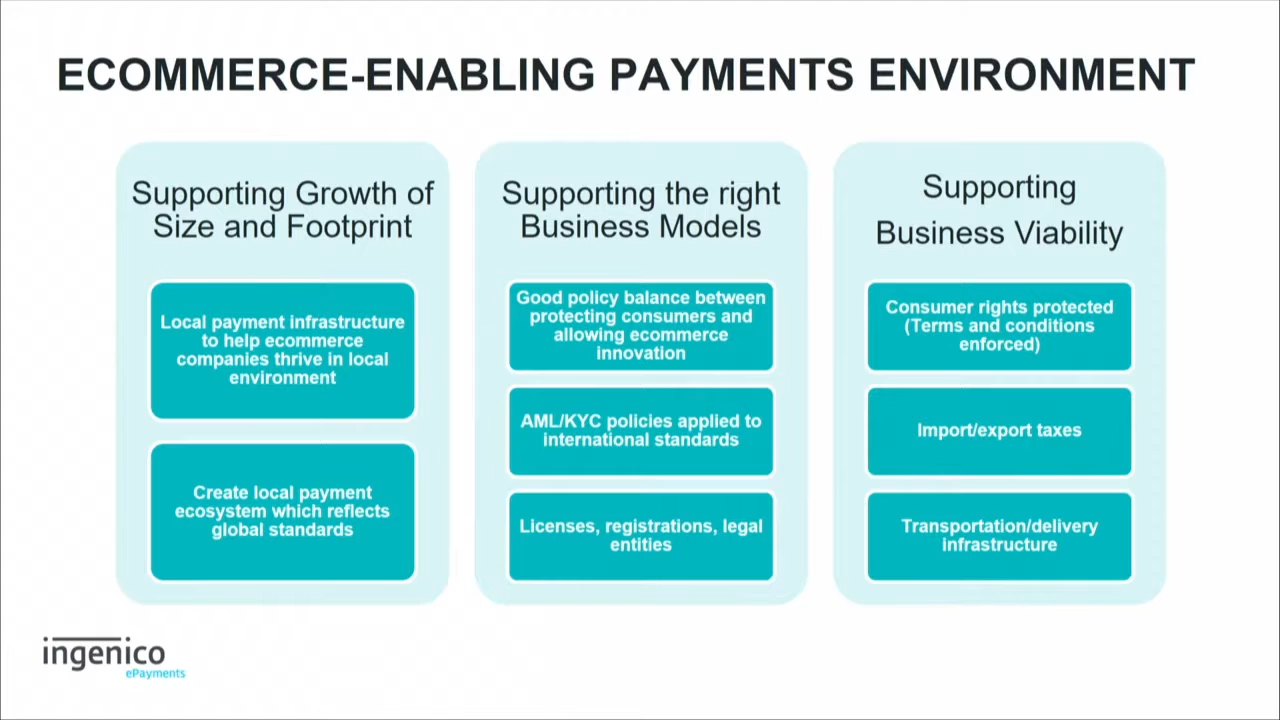 ECOMMERCE-ENABLING PAYMENTS ENVIRONMENT
Supporting Growth of
Size and Footprint
Local payment infrastructure
to help ecommerce
companies thrive in local
environment
Create local payment
ecosystem which reflects
global standards
Supporting the right
Business Models
Good policy balance between
protecting consumers and
allowing ecommerce
innovation
AML/KYC policies applied to
international standards
Licenses, registrations, legal
entities
Supporting
Business Viability
Consumer rights protected
(Terms and conditions
enforced)
Import/export taxes
Transportation/delivery
infrastructure
ingenico
ePayments